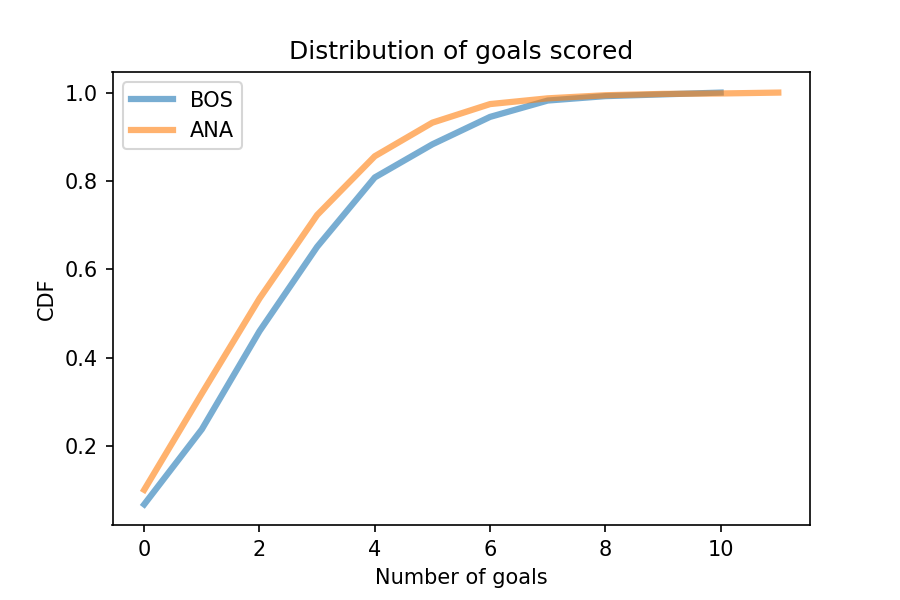 Distribution of goals scored
BOS
ANA
1.0
0.8
0.6
0.4
0.2
CDF
0 2 4 6 8 10
Number of goals